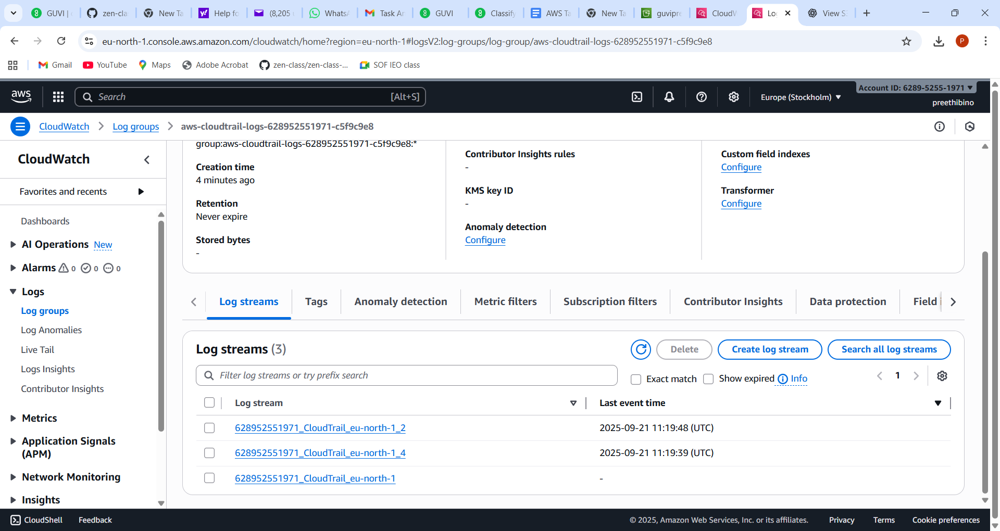 GUVI | c
zen-cla
New Ta
Help fo
(8,205 u
WhatsA
Task An
GUVI
Classify
AWS Ta
New Ta
guvipre
CloudW
Lo
View S3
eu-north-1.console.aws.amazon.com/cloudwatch/home?region=eu-north-1#logsV2:log-groups/log-group/aws-cloudtrail-logs-628952551971-c5f9c9e8
P
Gmail
YouTube
Maps
Adobe Acrobat
zen-class/zen-class-...
SOF IEO class
aws
Search
[Alt+S]
Europe (Stockholm)
Account ID: 6289-5255-1971
preethibino
CloudWatch
Log groups
aws-cloudtrail-logs-628952551971-c5f9c9e8
CloudWatch
Favorites and recents
Dashboards
AI Operations New
Alarms 0 0 0
Logs
Log groups
Log Anomalies
Live Tail
Logs Insights
Contributor Insights
Metrics
Application Signals
(APM)
Network Monitoring
Insights
group:aws-cloudtrail-logs-628952551971-c5f9c9e8:*
Creation time
4 minutes ago
Retention
Never expire
Stored bytes
-
Contributor Insights rules
-
KMS key ID
-
Anomaly detection
Configure
Custom field indexes
Configure
Transformer
Configure
Log streams
Tags
Anomaly detection
Metric filters
Subscription filters
Contributor Insights
Data protection
Field i
Log streams (3)
Delete
Create log stream
Search all log streams
Filter log streams or try prefix search
Exact match
Show expired
Info
1
Log stream
Last event time
628952551971_CloudTrail_eu-north-1_2
2025-09-21 11:19:48 (UTC)
628952551971_CloudTrail_eu-north-1_4
2025-09-21 11:19:39 (UTC)
628952551971_CloudTrail_eu-north-1
-
CloudShell
Feedback
© 2025, Amazon Web Services, Inc. or its affiliates.
Privacy
Terms
Cookie preferences